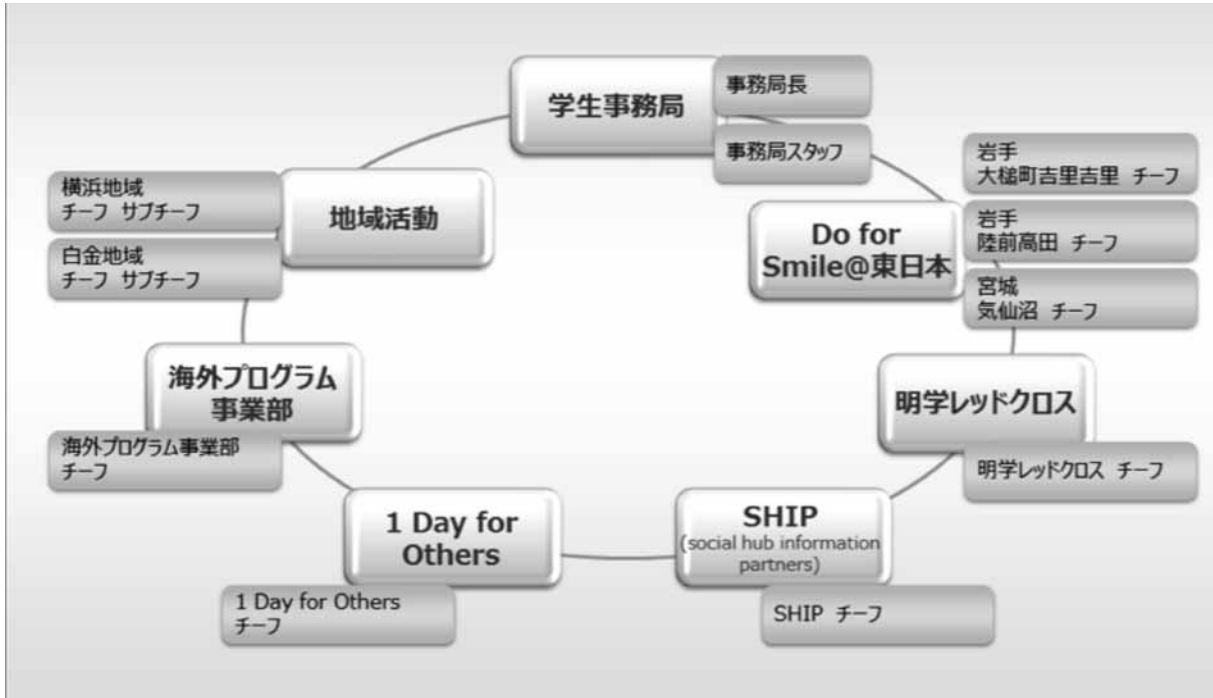 学生事務局
事務局長
事務局スタッフ
Do for
Smile@東日本
岩手
大槌町吉里吉里 チーフ
岩手
陸前高田 チーフ
宮城
気仙沼 チーフ
明学レッドクロス
明学レッドクロス チーフ
SHIP
(social hub information
partners)
SHIP チーフ
1 Day for
Others
1 Day for Others
チーフ
海外プログラム
事業部
海外プログラム事業部
チーフ
地域活動
横浜地域
チーフ サブチーフ
白金地域
チーフ サブチーフ